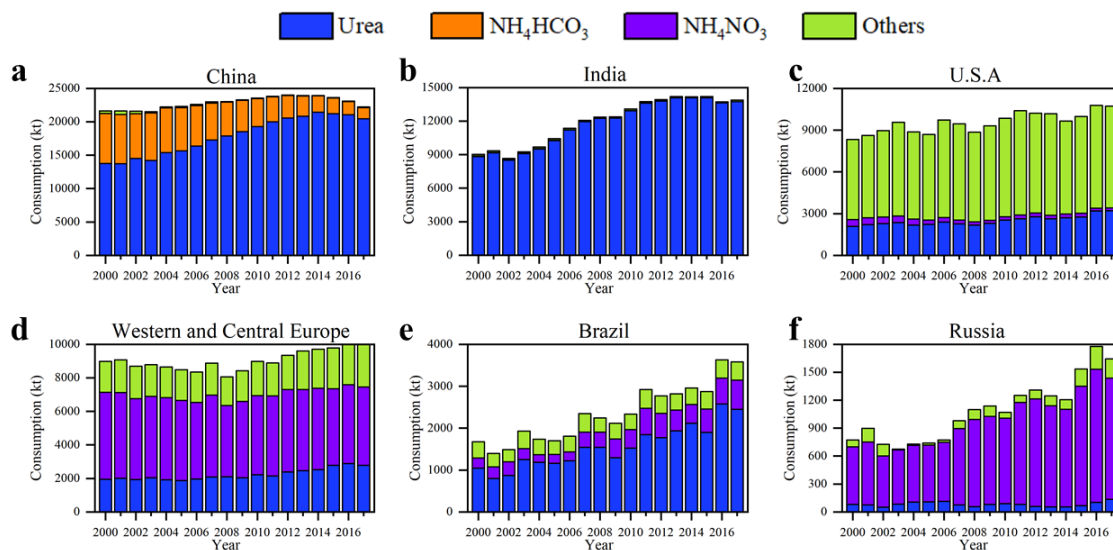 Urea NH₄HCO₃ NH₄NO₃ Others
a China
Consumption (kt)
25000
20000
15000
10000
5000
0
2000 2002 2004 2006 2008 2010 2012 2014 2016
Year
b India
Consumption (kt)
15000
12000
9000
6000
3000
0
2000 2002 2004 2006 2008 2010 2012 2014 2016
Year
c U.S.A
Consumption (kt)
12000
9000
6000
3000
0
2000 2002 2004 2006 2008 2010 2012 2014 2016
Year
d Western and Central Europe
Consumption (kt)
10000
8000
6000
4000
2000
0
2000 2002 2004 2006 2008 2010 2012 2014 2016
Year
e Brazil
Consumption (kt)
4000
3000
2000
1000
0
2000 2002 2004 2006 2008 2010 2012 2014 2016
Year
f Russia
Consumption (kt)
1800
1500
1200
900
600
300
0
2000 2002 2004 2006 2008 2010 2012 2014 2016
Year